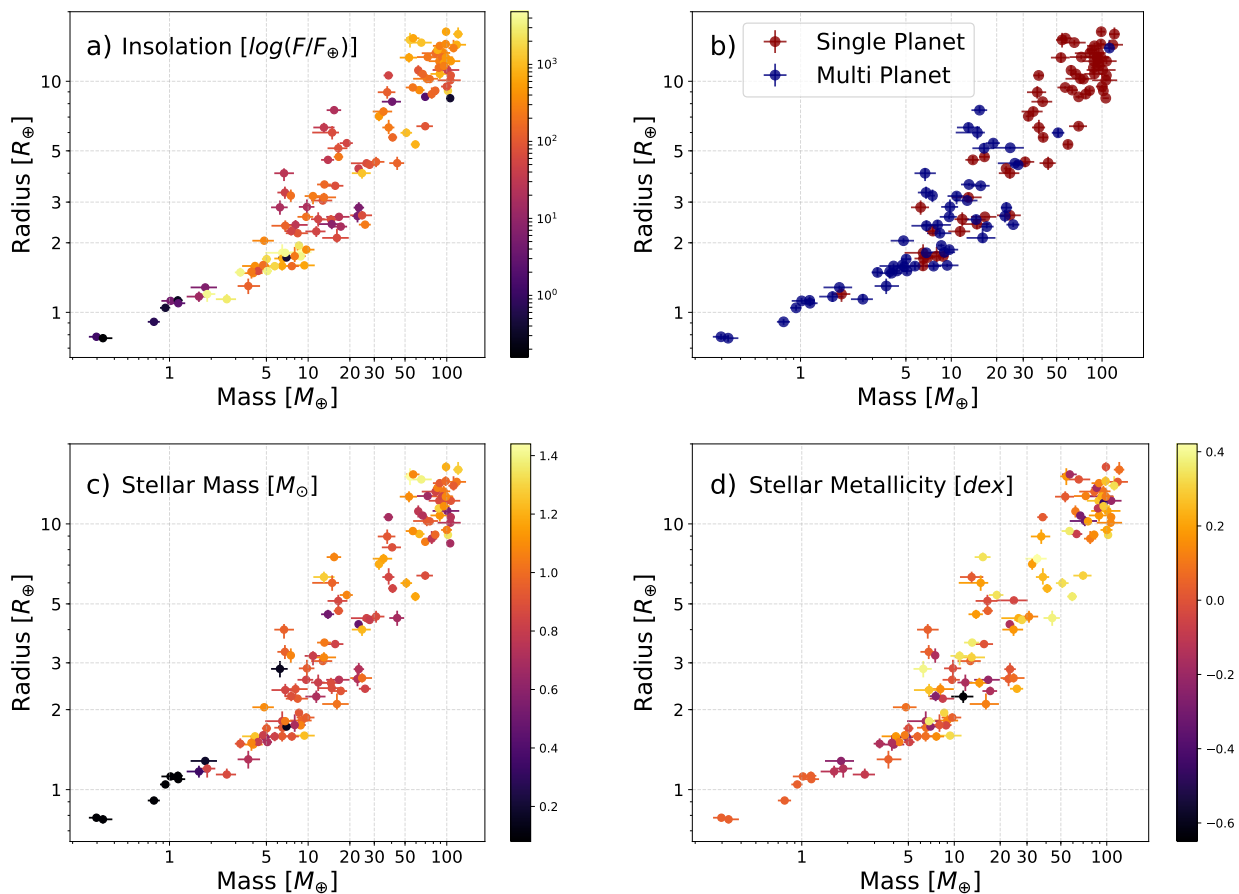 a) Insolation [log(F/F⊕)]
10
5
3
2
1
Radius [R⊕]
1 5 10 20 30 50 100
Mass [M⊕]
10³
10²
10¹
10⁰
b)
Single Planet
Multi Planet
10
5
3
2
1
Radius [R⊕]
1 5 10 20 30 50 100
Mass [M⊕]
c) Stellar Mass [M⊙]
10
5
3
2
1
Radius [R⊕]
1 5 10 20 30 50 100
Mass [M⊕]
1.4
1.2
1.0
0.8
0.6
0.4
0.2
d) Stellar Metallicity [dex]
10
5
3
2
1
Radius [R⊕]
1 5 10 20 30 50 100
Mass [M⊕]
0.4
0.2
0.0
−0.2
−0.4
−0.6